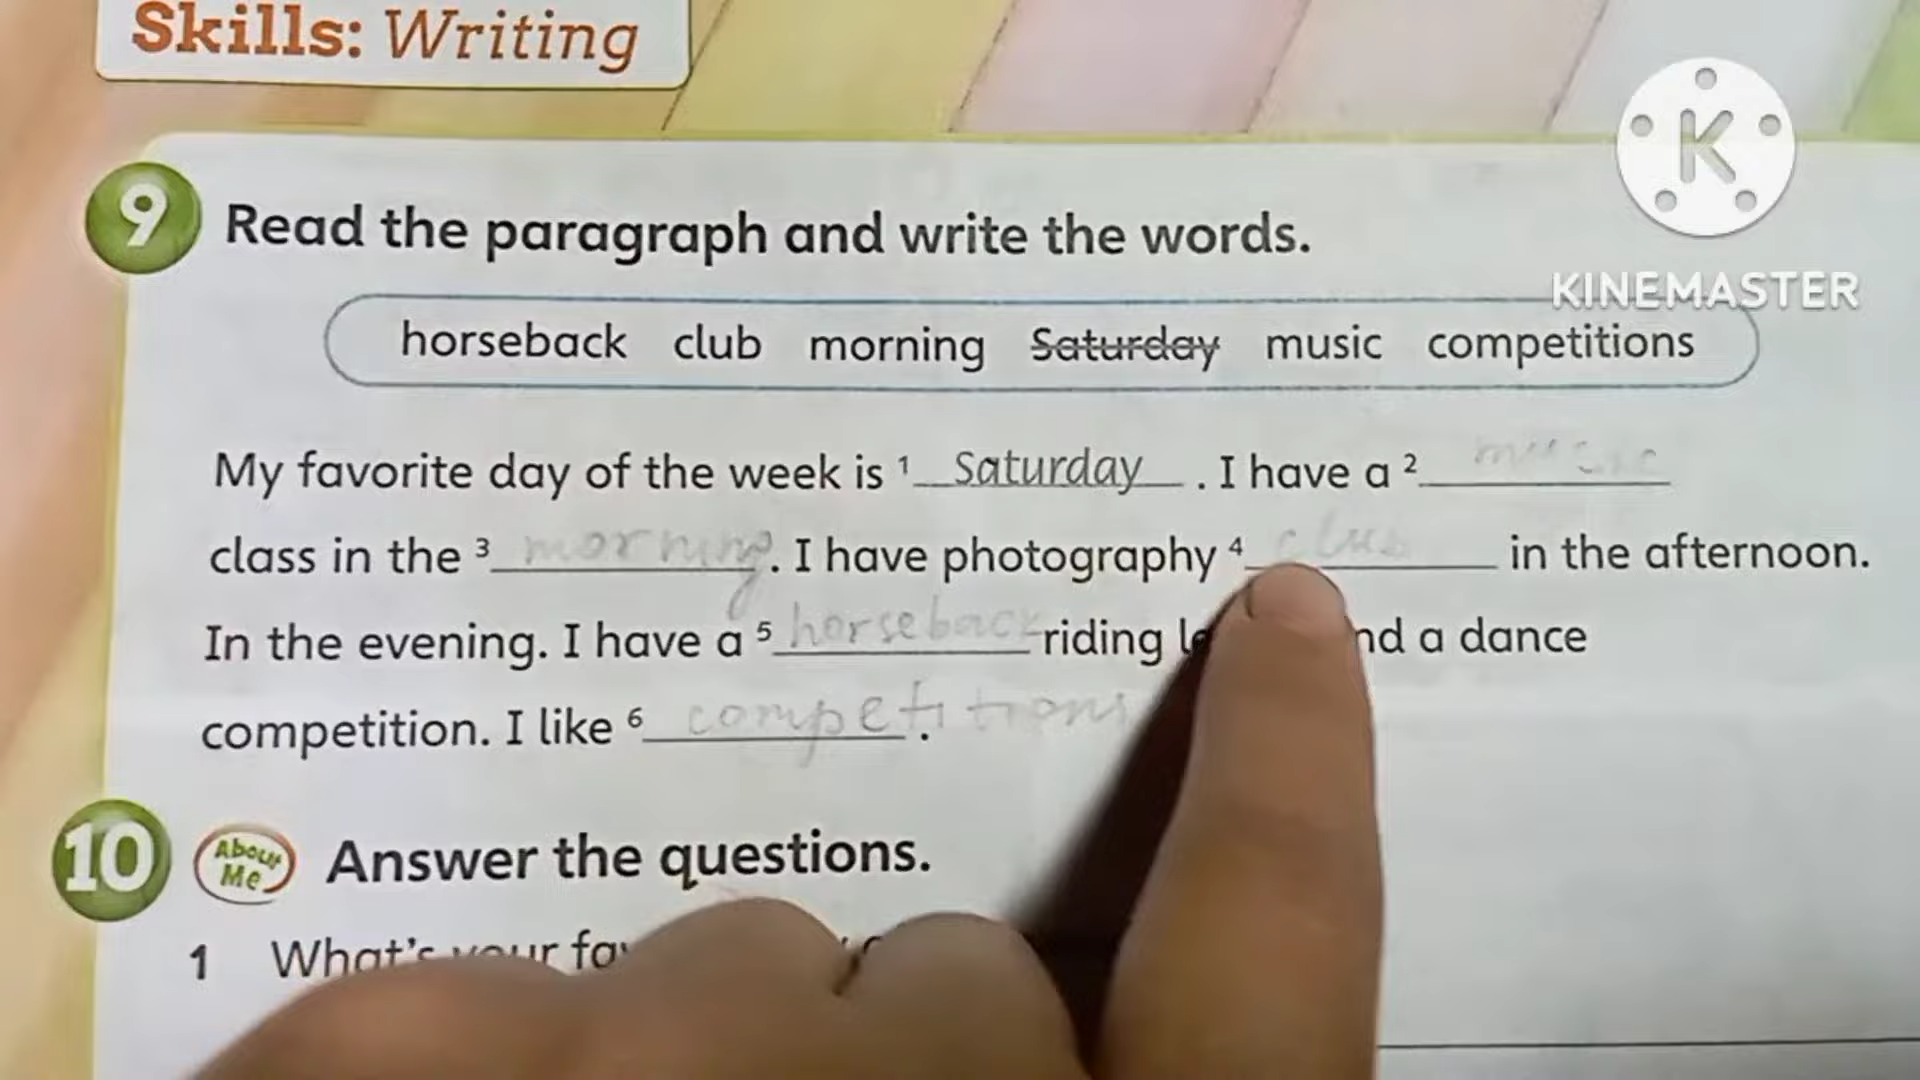 Skills: Writing
K
KINEMASTER
9 Read the paragraph and write the words.
horseback club morning Saturday music competitions
My favorite day of the week is 1 Saturday . I have a 2 music
class in the 3 morning . I have photography 4 club in the afternoon.
In the evening. I have a 5 horseback riding and a dance
competition. I like 6 competitions .
10 About Me Answer the questions.
1 What's your